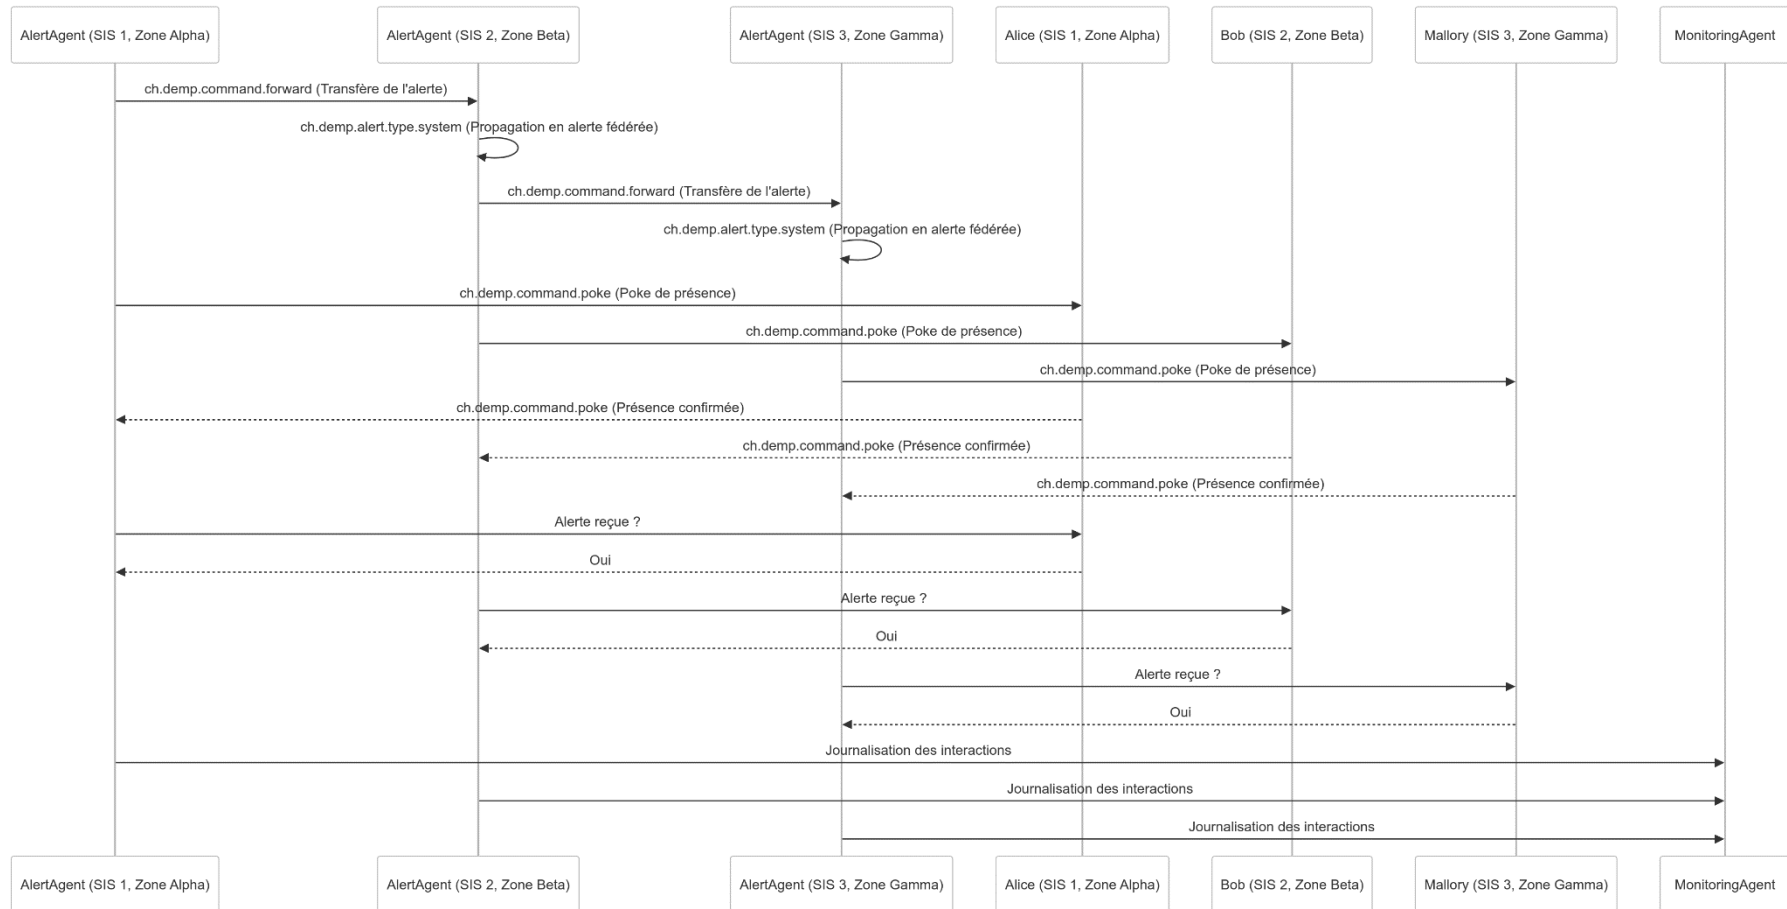 AlertAgent (SIS 1, Zone Alpha)
AlertAgent (SIS 2, Zone Beta)
AlertAgent (SIS 3, Zone Gamma)
Alice (SIS 1, Zone Alpha)
Bob (SIS 2, Zone Beta)
Mallory (SIS 3, Zone Gamma)
MonitoringAgent
ch.demp.command.forward (Transfère de l'alerte)
ch.demp.alert.type.system (Propagation en alerte fédérée)
ch.demp.command.forward (Transfère de l'alerte)
ch.demp.alert.type.system (Propagation en alerte fédérée)
ch.demp.command.poke (Poke de présence)
ch.demp.command.poke (Poke de présence)
ch.demp.command.poke (Poke de présence)
ch.demp.command.poke (Présence confirmée)
ch.demp.command.poke (Présence confirmée)
ch.demp.command.poke (Présence confirmée)
Alerte reçue ?
Oui
Alerte reçue ?
Oui
Alerte reçue ?
Oui
Journalisation des interactions
Journalisation des interactions
Journalisation des interactions
AlertAgent (SIS 1, Zone Alpha)
AlertAgent (SIS 2, Zone Beta)
AlertAgent (SIS 3, Zone Gamma)
Alice (SIS 1, Zone Alpha)
Bob (SIS 2, Zone Beta)
Mallory (SIS 3, Zone Gamma)
MonitoringAgent